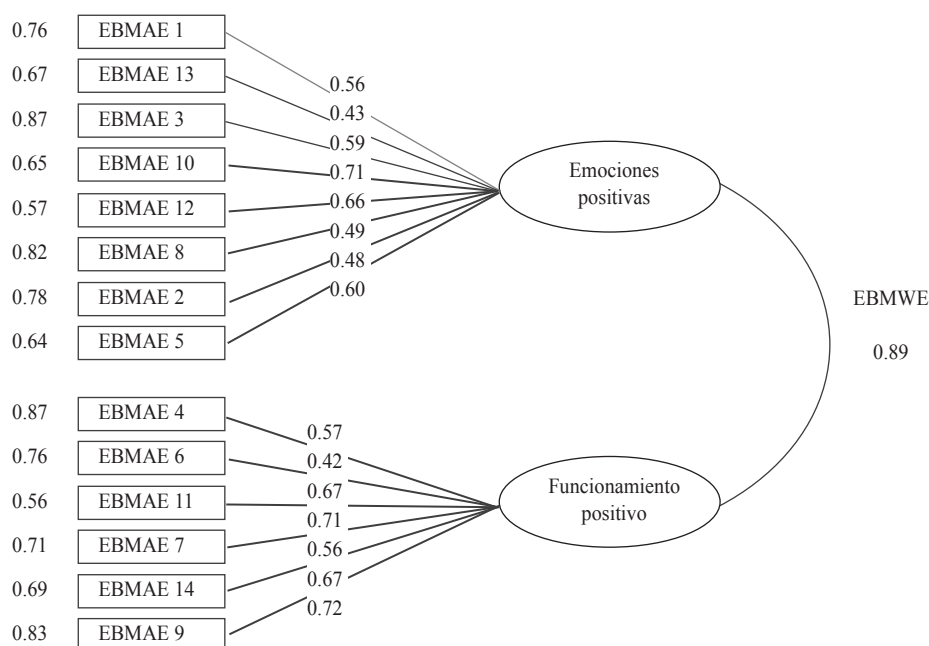 0.76 EBMAE 1
0.67 EBMAE 13
0.87 EBMAE 3
0.65 EBMAE 10
0.57 EBMAE 12
0.82 EBMAE 8
0.78 EBMAE 2
0.64 EBMAE 5
0.56
0.43
0.59
0.71
0.66
0.49
0.48
0.60
Emociones
positivas
EBMWE
0.89
0.87 EBMAE 4
0.76 EBMAE 6
0.56 EBMAE 11
0.71 EBMAE 7
0.69 EBMAE 14
0.83 EBMAE 9
0.57
0.42
0.67
0.71
0.56
0.67
0.72
Funcionamiento
positivo